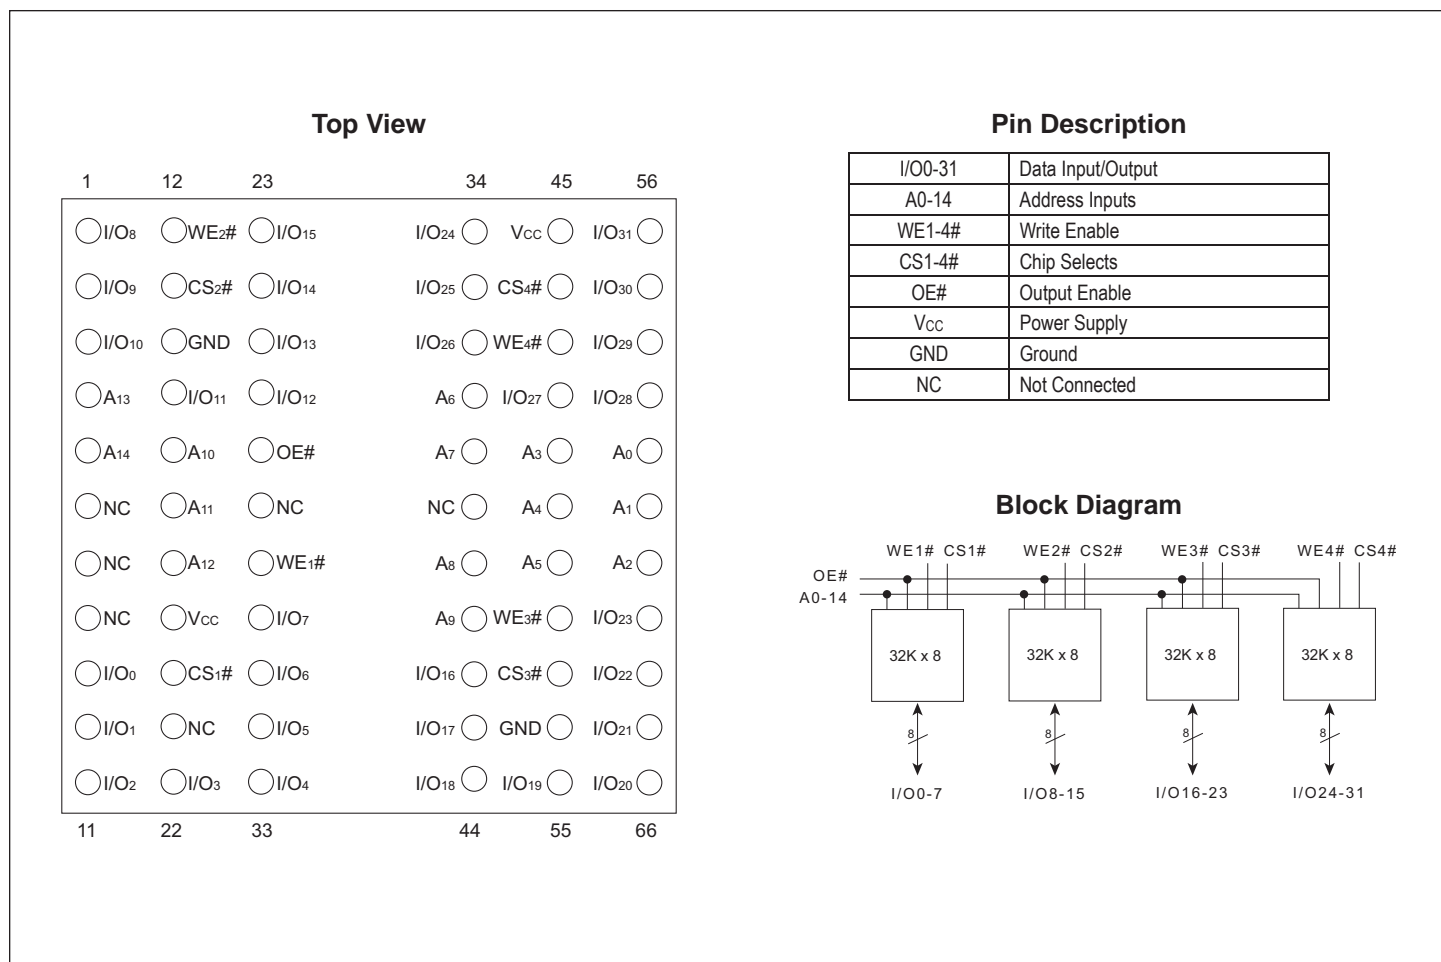 Top View
1 12 23 34 45 56
I/O8 WE2# I/O15 I/O24 VCC I/O31
I/O9 CS2# I/O14 I/O25 CS4# I/O30
I/O10 GND I/O13 I/O26 WE4# I/O29
A13 I/O11 I/O12 A6 I/O27 I/O28
A14 A10 OE# A7 A3 A0
NC A11 NC NC A4 A1
NC A12 WE1# A8 A5 A2
NC VCC I/O7 A9 WE3# I/O23
I/O0 CS1# I/O6 I/O16 CS3# I/O22
I/O1 NC I/O5 I/O17 GND I/O21
I/O2 I/O3 I/O4 I/O18 I/O19 I/O20
11 22 33 44 55 66
Pin Description
I/O0-31 Data Input/Output
A0-14 Address Inputs
WE1-4# Write Enable
CS1-4# Chip Selects
OE# Output Enable
VCC Power Supply
GND Ground
NC Not Connected
Block Diagram
WE1# CS1# WE2# CS2# WE3# CS3# WE4# CS4#
OE#
A0-14
32K x 8 32K x 8 32K x 8 32K x 8
8 8 8 8
I/O0-7 I/O8-15 I/O16-23 I/O24-31